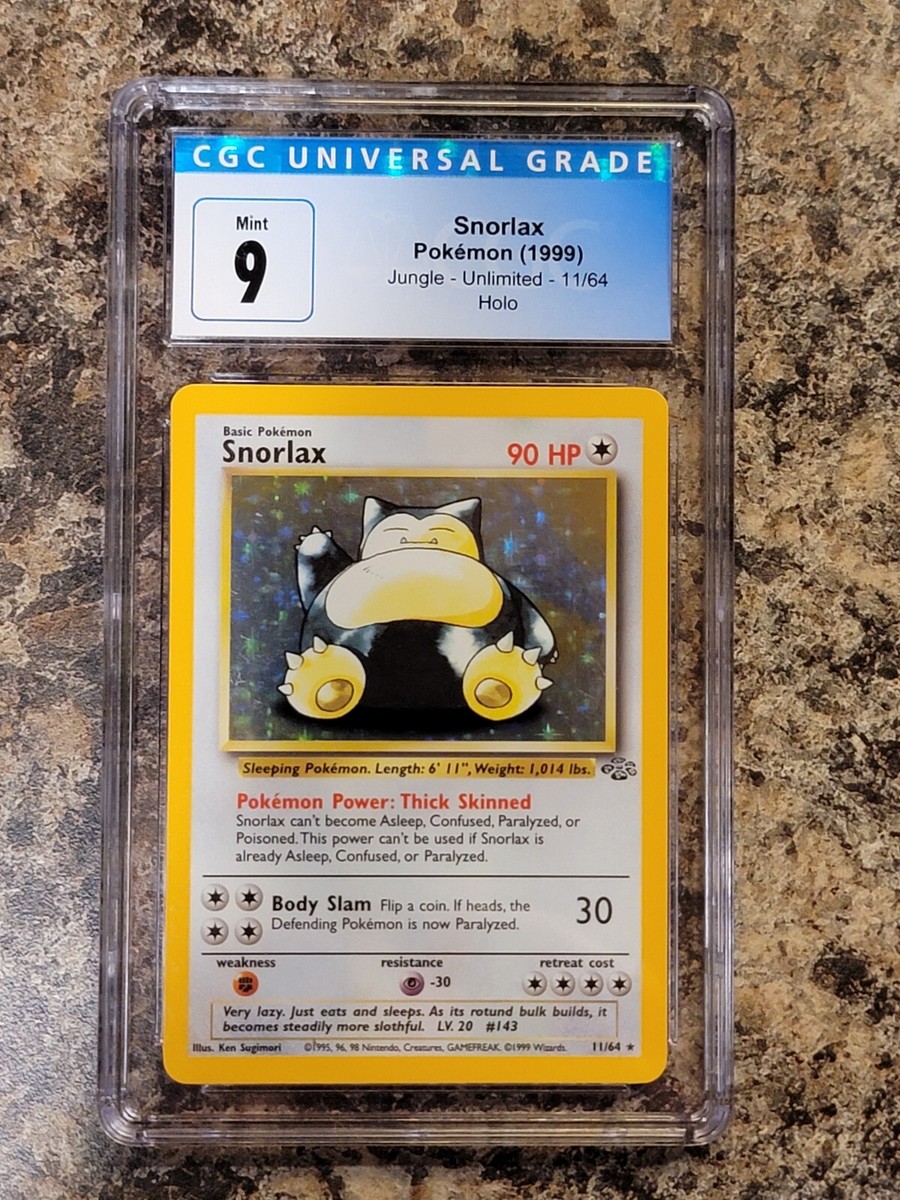 CGC UNIVERSAL GRADE
Mint
9
Snorlax
Pokémon (1999)
Jungle - Unlimited - 11/64
Holo
Basic Pokémon
Snorlax
90 HP
Sleeping Pokémon. Length: 6' 11", Weight: 1,014 lbs.
Pokémon Power: Thick Skinned
Snorlax can't become Asleep, Confused, Paralyzed, or
Poisoned. This power can't be used if Snorlax is
already Asleep, Confused, or Paralyzed.
Body Slam Flip a coin. If heads, the
Defending Pokémon is now Paralyzed.
30
weakness
resistance
retreat cost
-30
Very lazy. Just eats and sleeps. As its rotund bulk builds, it
becomes steadily more slothful. LV. 20 #143
Illus. Ken Sugimori ©1995, 96, 98 Nintendo, Creatures, GAMEFREAK. ©1999 Wizards. 11/64 ★